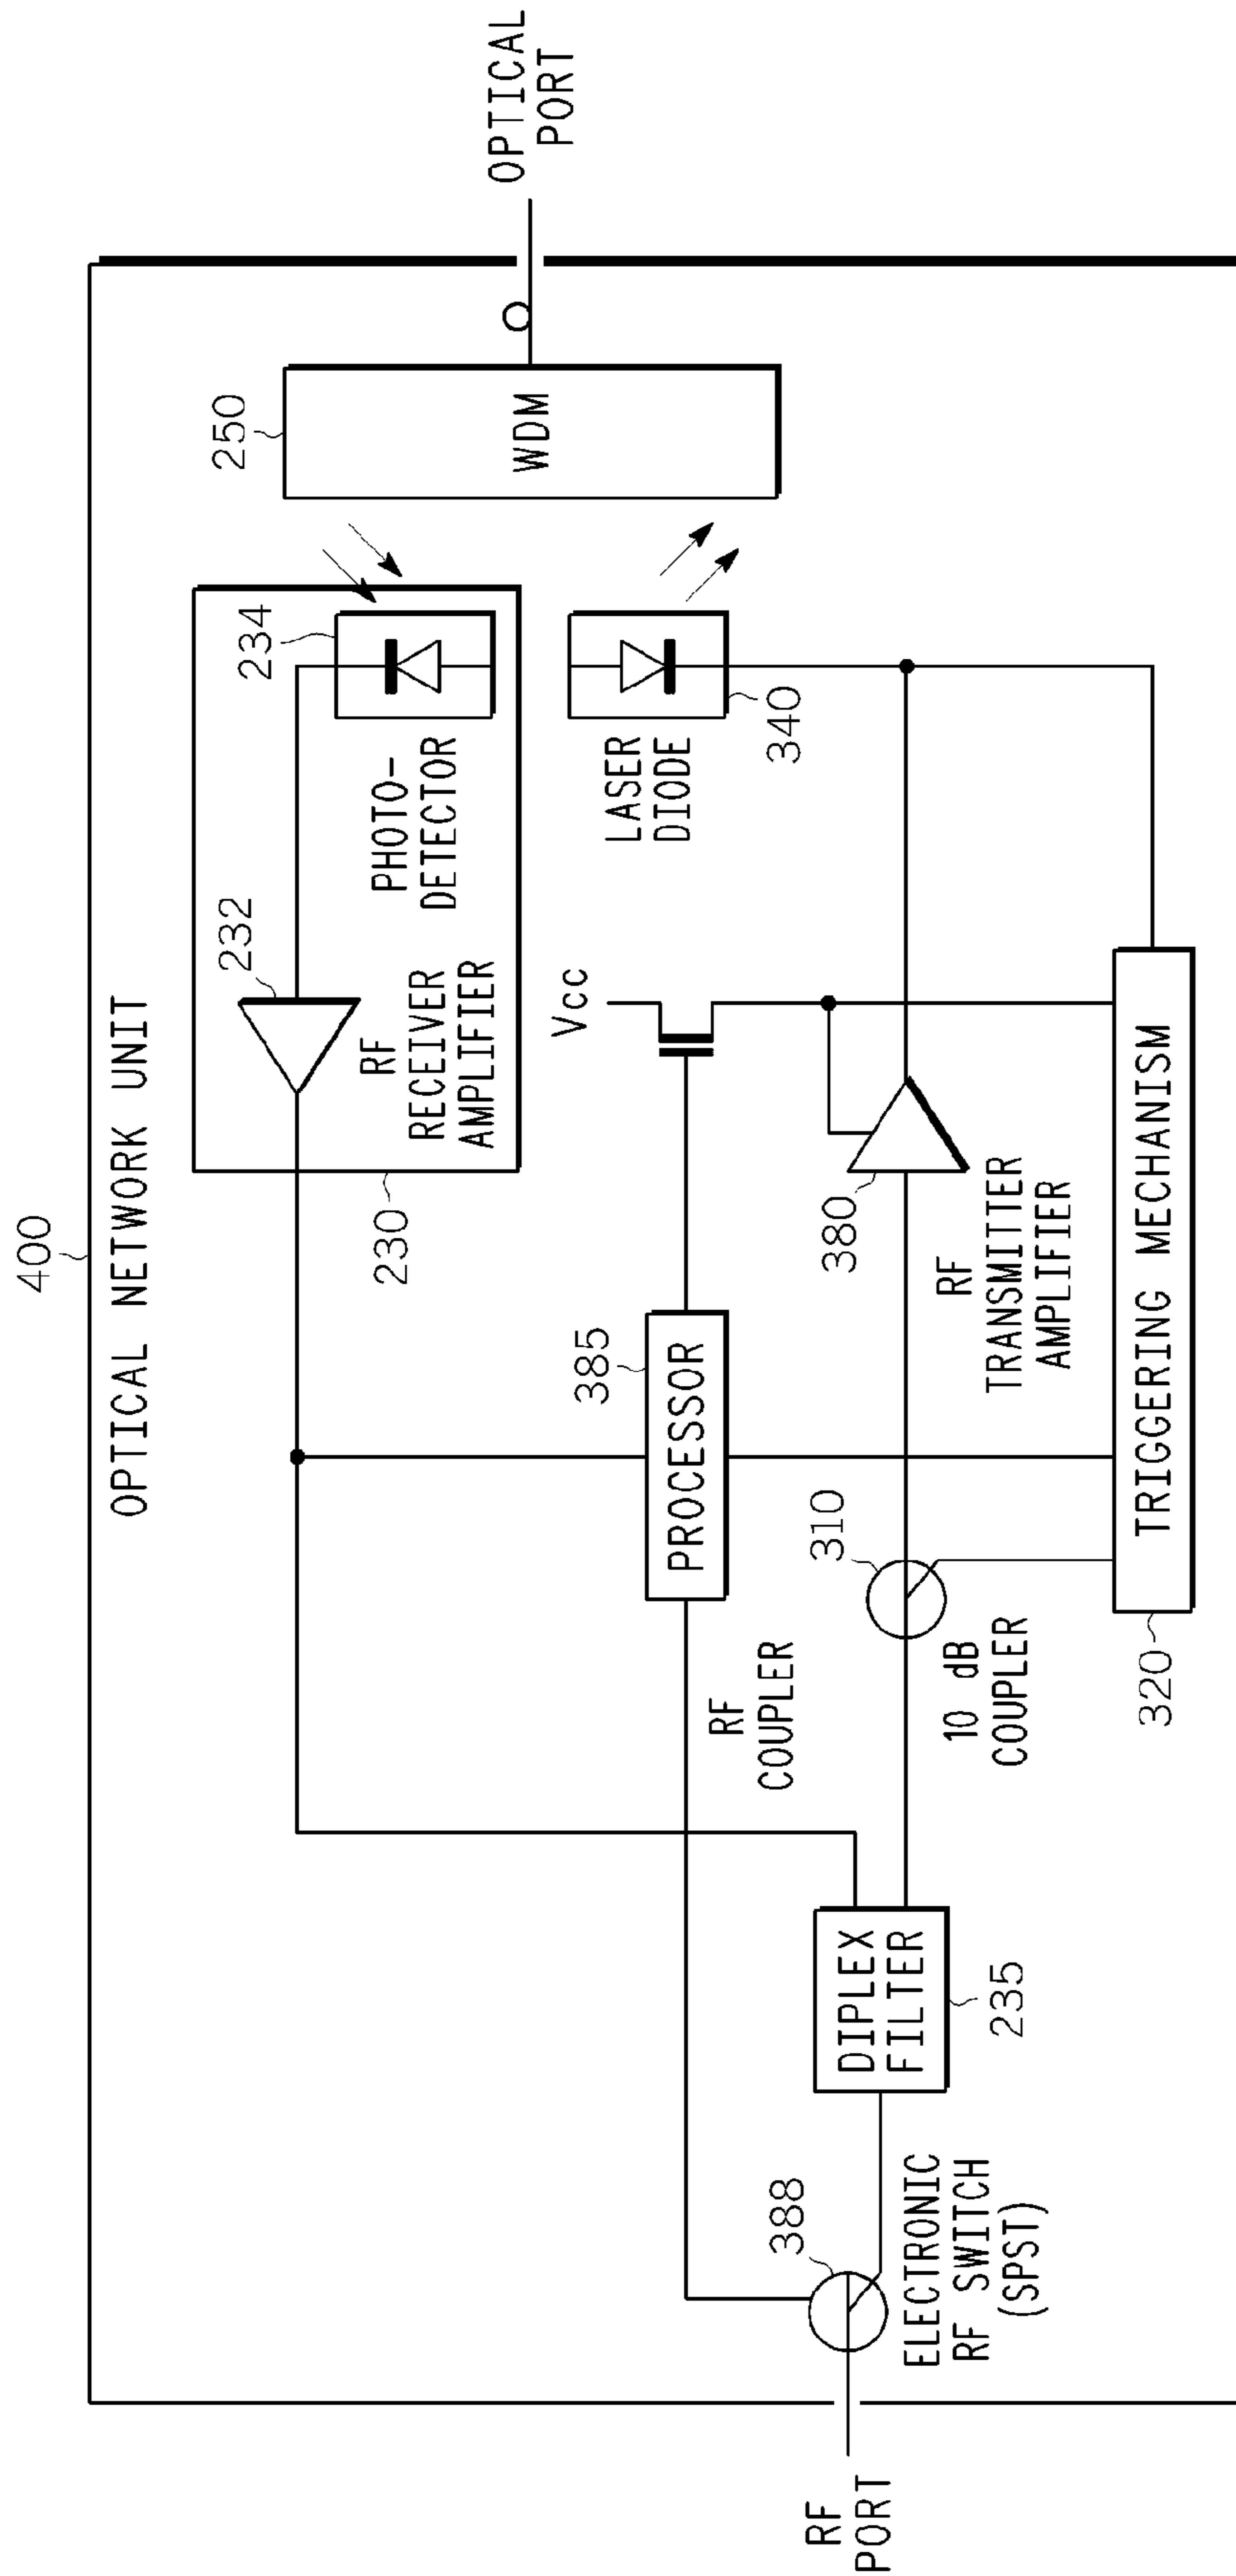 400
OPTICAL NETWORK UNIT
250
WDM
OPTICAL
PORT
234
PHOTO-
DETECTOR
232
RF
RECEIVER
AMPLIFIER
230
LASER
DIODE
340
Vcc
385
PROCESSOR
RF
COUPLER
380
RF
TRANSMITTER
AMPLIFIER
310
10 dB
COUPLER
TRIGGERING MECHANISM
320
DIPLEX
FILTER
235
388
ELECTRONIC
RF SWITCH
(SPST)
RF
PORT